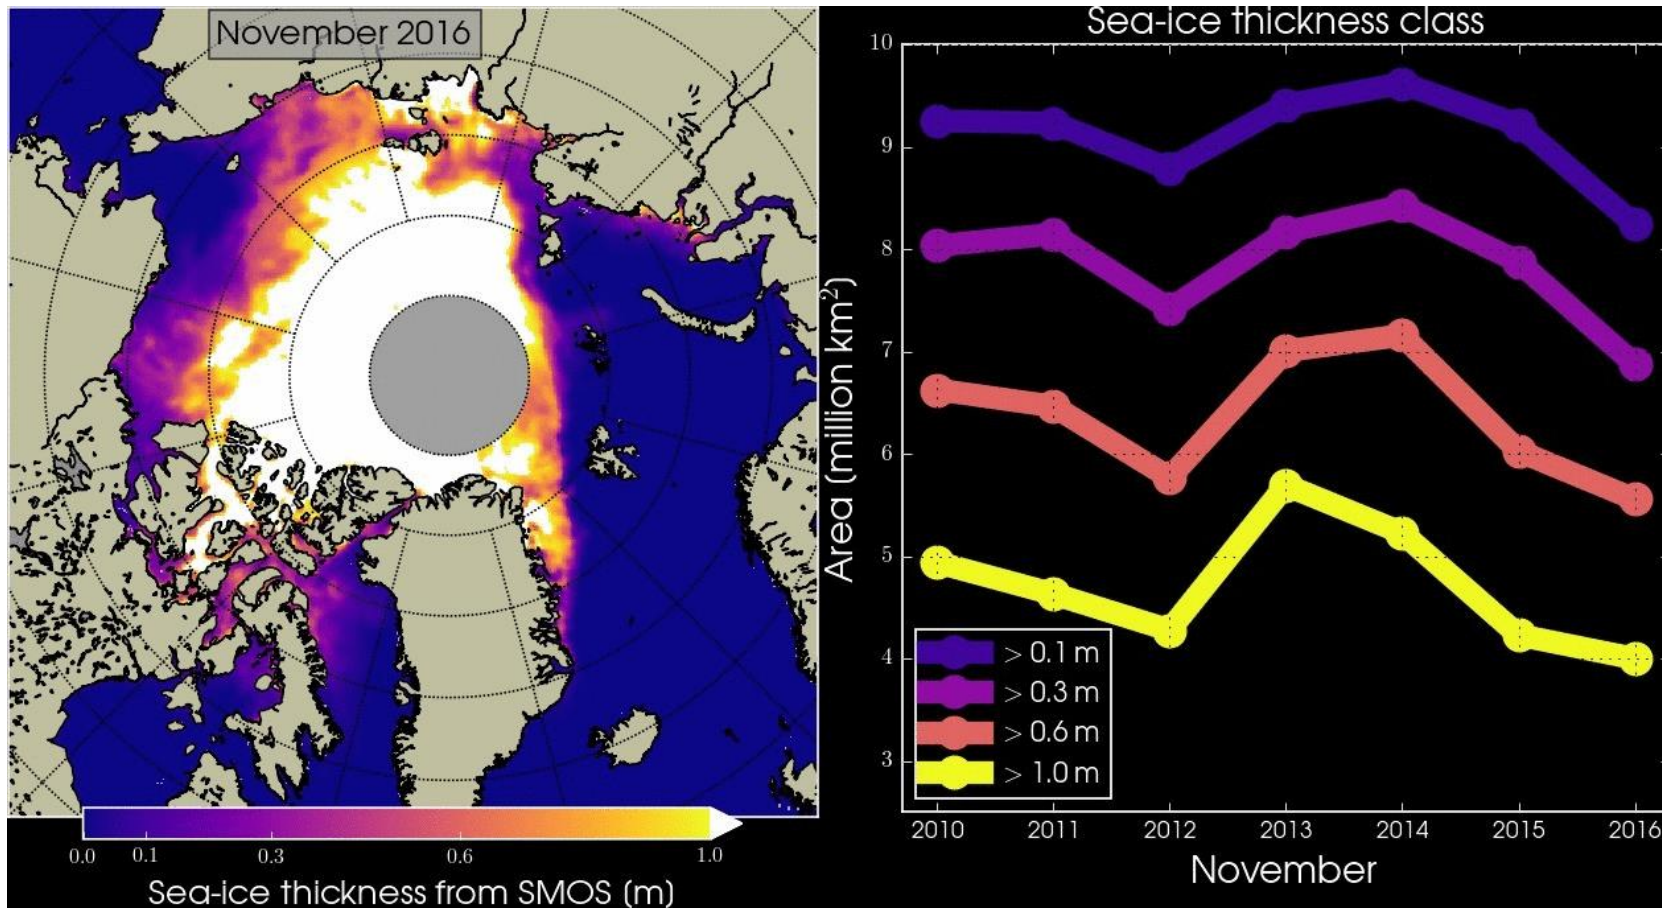 November 2016
0.0 0.1 0.3 0.6 1.0
Sea-ice thickness from SMOS (m)
Sea-ice thickness class
10
9
8
7
6
5
4
3
Area (million km²)
> 0.1 m
> 0.3 m
> 0.6 m
> 1.0 m
2010 2011 2012 2013 2014 2015 2016
November